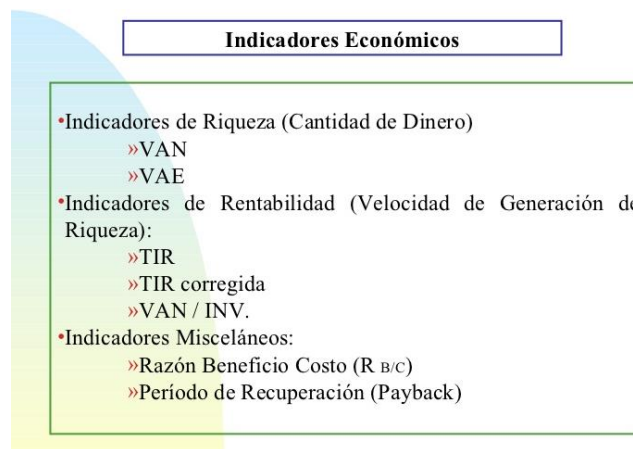 Indicadores Económicos
•Indicadores de Riqueza (Cantidad de Dinero)
»VAN
»VAE
•Indicadores de Rentabilidad (Velocidad de Generación de
Riqueza):
»TIR
»TIR corregida
»VAN / INV.
•Indicadores Misceláneos:
»Razón Beneficio Costo (R B/C)
»Período de Recuperación (Payback)